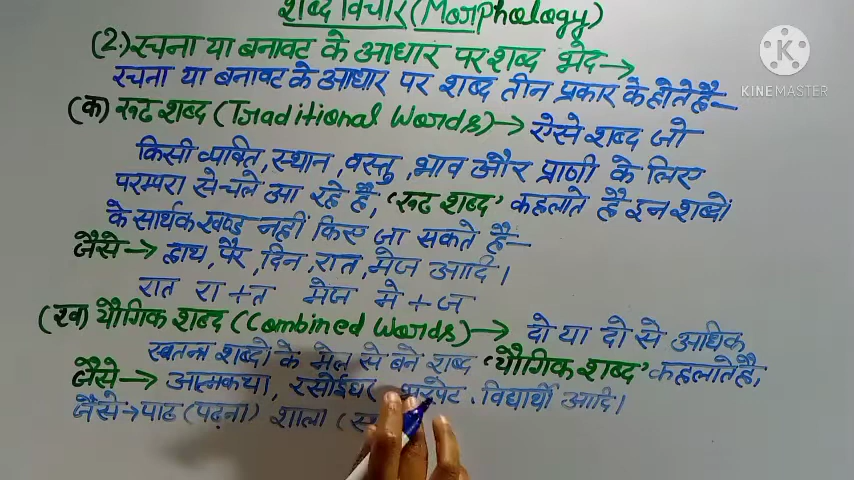 शब्द विचार (Morphology)
(2.) रचना या बनावट के आधार पर शब्द भेद →
रचना या बनावट के आधार पर शब्द तीन प्रकार के होते हैं—
(क) रूढ शब्द (Traditional Words) → ऐसे शब्द जो
किसी व्यक्ति, स्थान, वस्तु, भाव और प्राणी के लिए
परम्परा से चले आ रहे हैं, 'रूढ शब्द' कहलाते हैं इन शब्दों
के सार्थक खण्ड नहीं किए जा सकते हैं—
जैसे → हाथ, पैर, दिन, रात, मेज आदि।
रात रा + त मेज मे + ज
(ख) यौगिक शब्द (Combined Words) → दो या दो से अधिक
स्वतन्त्र शब्दों के मेल से बने शब्द 'यौगिक शब्द' कहलाते हैं,
जैसे → आत्मकथा, रसोईघर, विद्यार्थी आदि।
जैसे → पाठ (पढ़ना) शाला
KINEMASTER